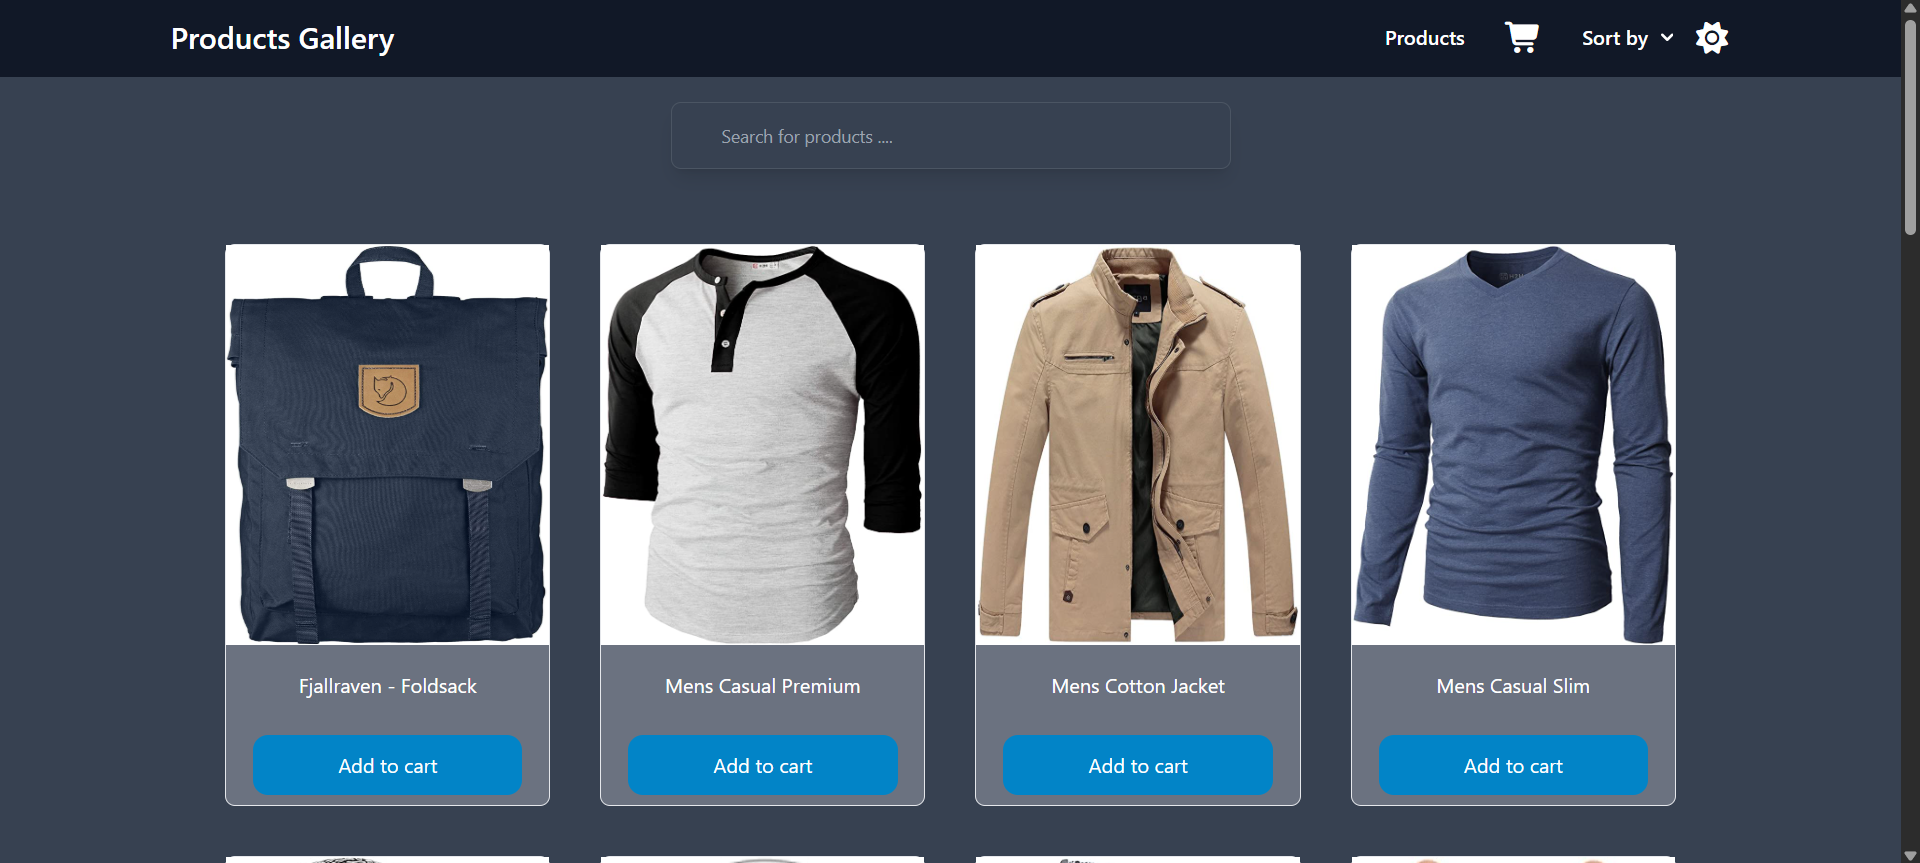 Products Gallery
Products
Sort by
Search for products ....
Fjallraven - Foldsack
Mens Casual Premium
Mens Cotton Jacket
Mens Casual Slim
Add to cart
Add to cart
Add to cart
Add to cart